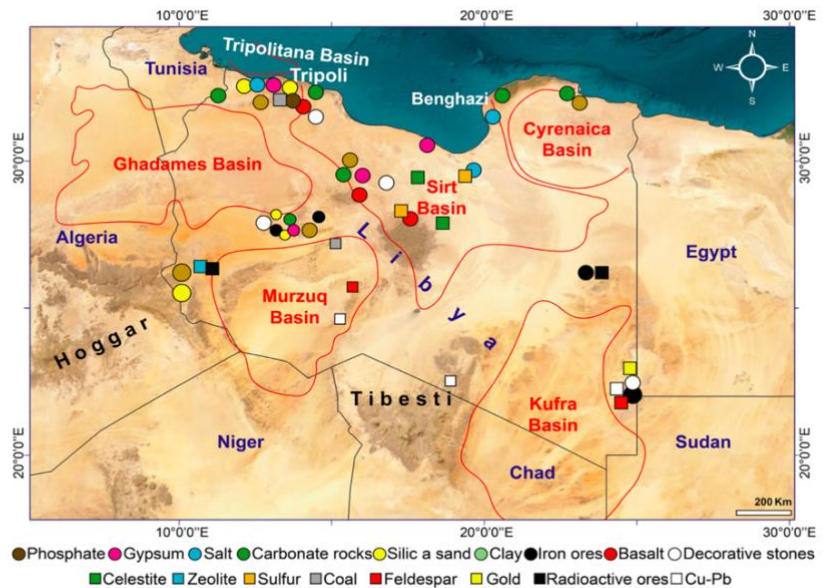 10°0'0"E 20°0'0"E 30°0'0"E
Tripolitana Basin
Tunisia
Tripoli
N
W E
S
Benghazi
Cyrenaica
Basin
30°0'0"E
30°0'0"E
Ghadames Basin
Sirt
Basin
Algeria
Libya
Egypt
Murzuq
Basin
Hoggar
Tibesti
Kufra
Basin
Niger
Chad
Sudan
20°0'0"E
20°0'0"E
200 Km
10°0'0"E 20°0'0"E 30°0'0"E
Phosphate Gypsum Salt Carbonate rocks Silic a sand Clay Iron ores Basalt Decorative stones
Celestite Zeolite Sulfur Coal Feldespar Gold Radioactive ores Cu-Pb